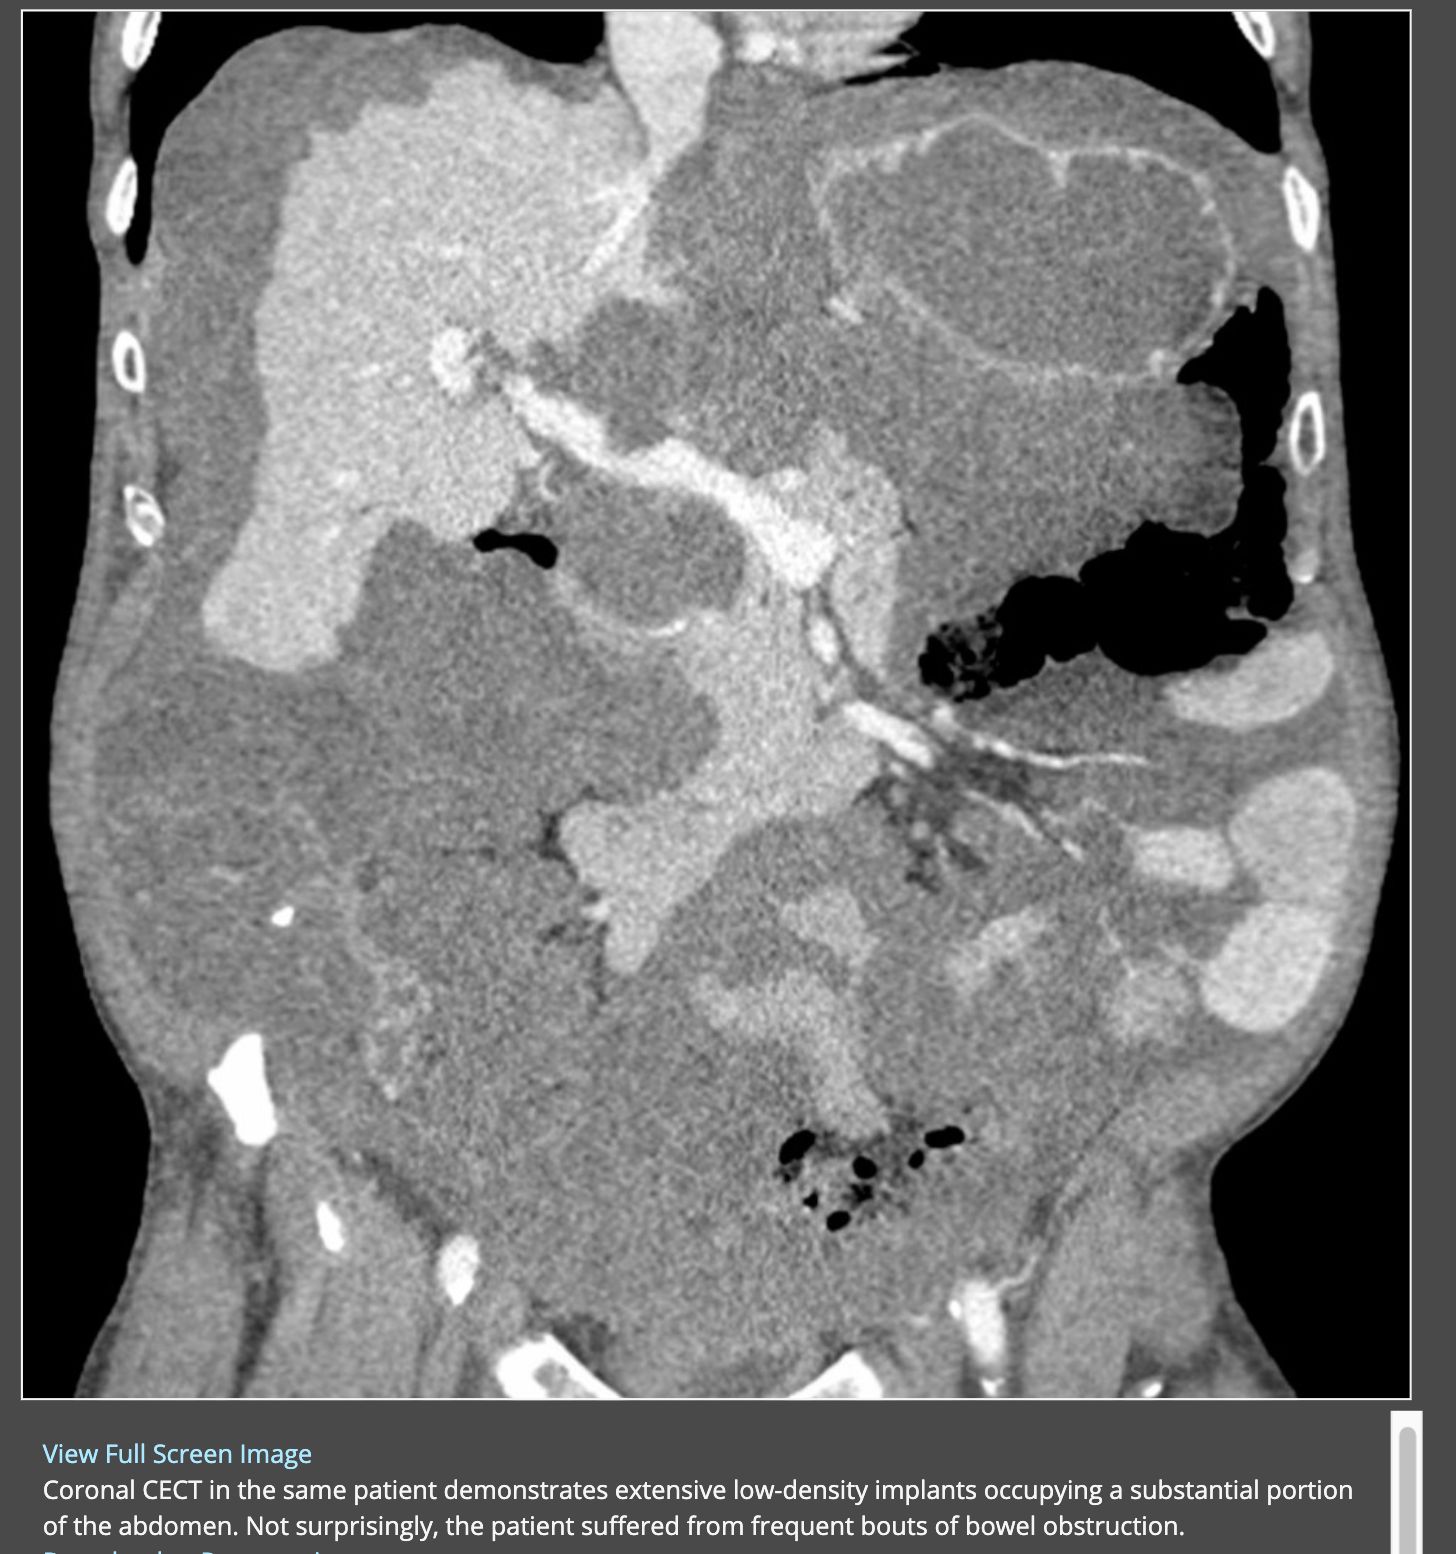 View Full Screen Image
Coronal CECT in the same patient demonstrates extensive low-density implants occupying a substantial portion
of the abdomen. Not surprisingly, the patient suffered from frequent bouts of bowel obstruction.